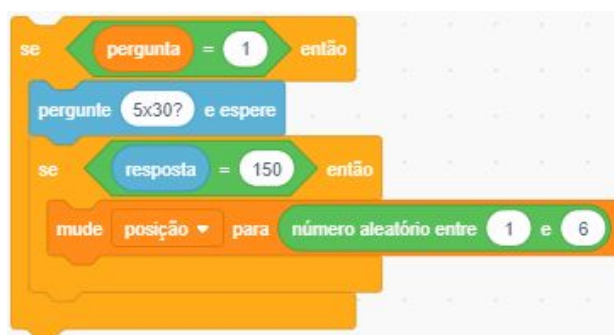 se pergunta = 1 então
pergunte 5x30? e espere
se resposta = 150 então
mude posição para número aleatório entre 1 e 6